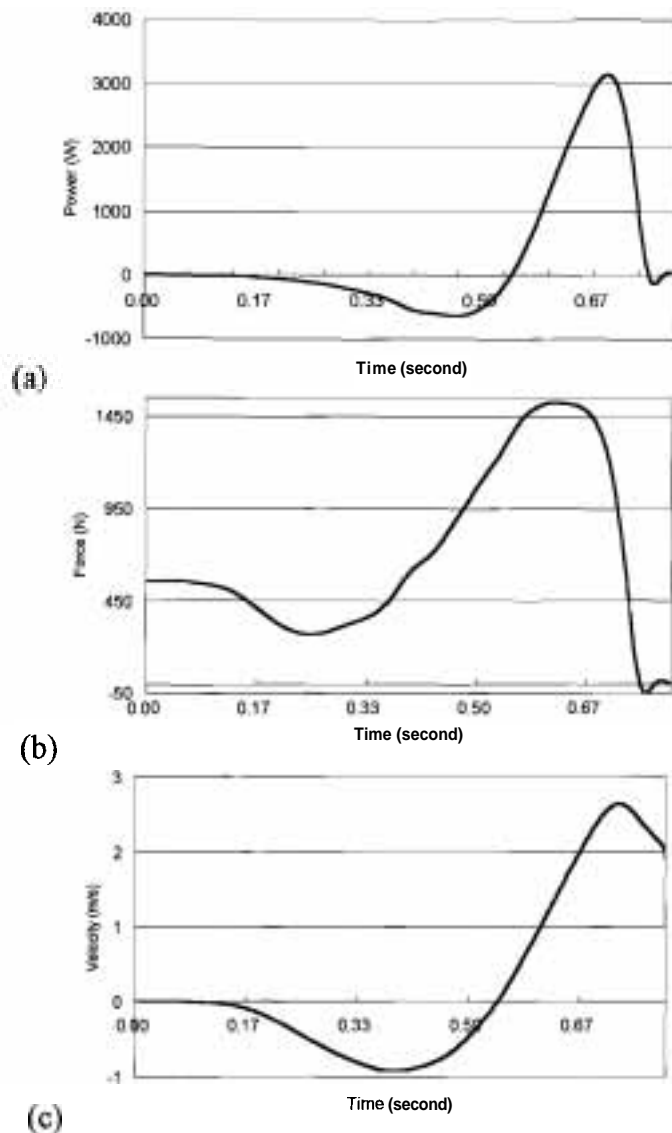 4000
3000
2000
1000
0
-1000
Power (W)
0.00 0.17 0.33 0.50 0.67
Time (second)
(a)
1450
950
450
-50
Force (N)
0.00 0.17 0.33 0.50 0.67
Time (second)
(b)
3
2
1
0
-1
Velocity (m/s)
0.00 0.17 0.33 0.50 0.67
Time (second)
(c)